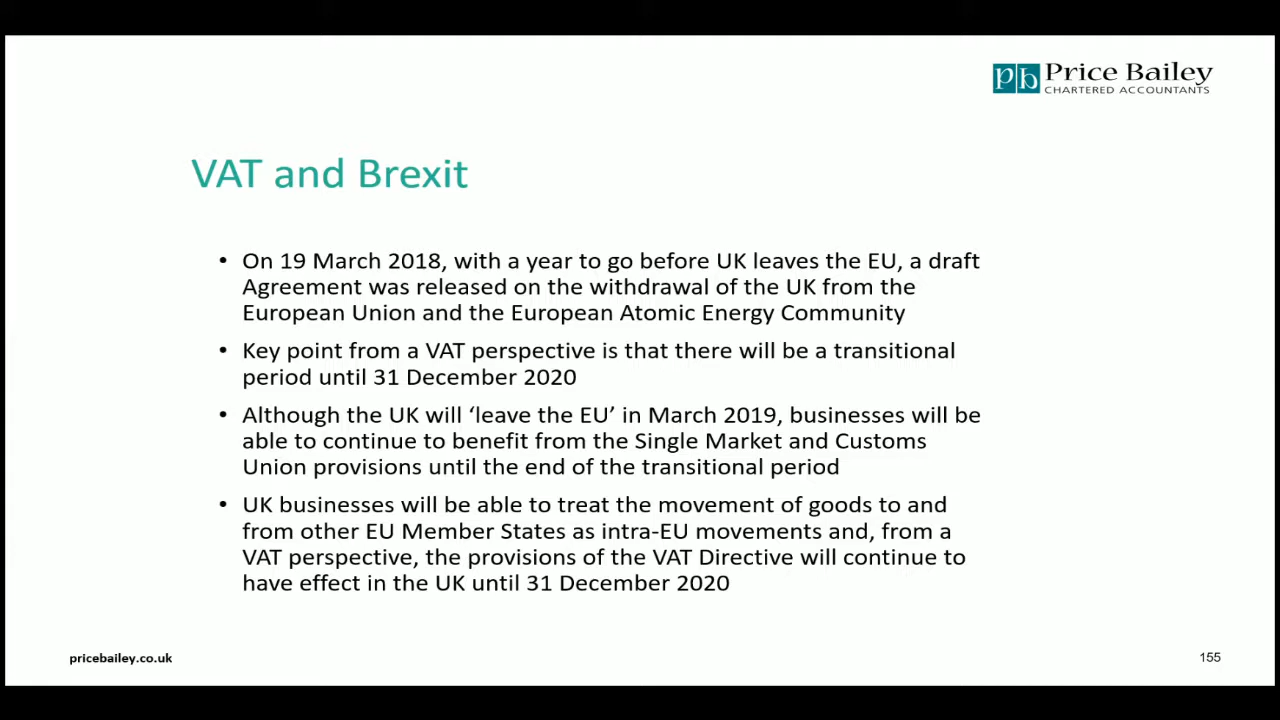 pb Price Bailey
CHARTERED ACCOUNTANTS
VAT and Brexit
• On 19 March 2018, with a year to go before UK leaves the EU, a draft
Agreement was released on the withdrawal of the UK from the
European Union and the European Atomic Energy Community
• Key point from a VAT perspective is that there will be a transitional
period until 31 December 2020
• Although the UK will ‘leave the EU’ in March 2019, businesses will be
able to continue to benefit from the Single Market and Customs
Union provisions until the end of the transitional period
• UK businesses will be able to treat the movement of goods to and
from other EU Member States as intra-EU movements and, from a
VAT perspective, the provisions of the VAT Directive will continue to
have effect in the UK until 31 December 2020
pricebailey.co.uk
155